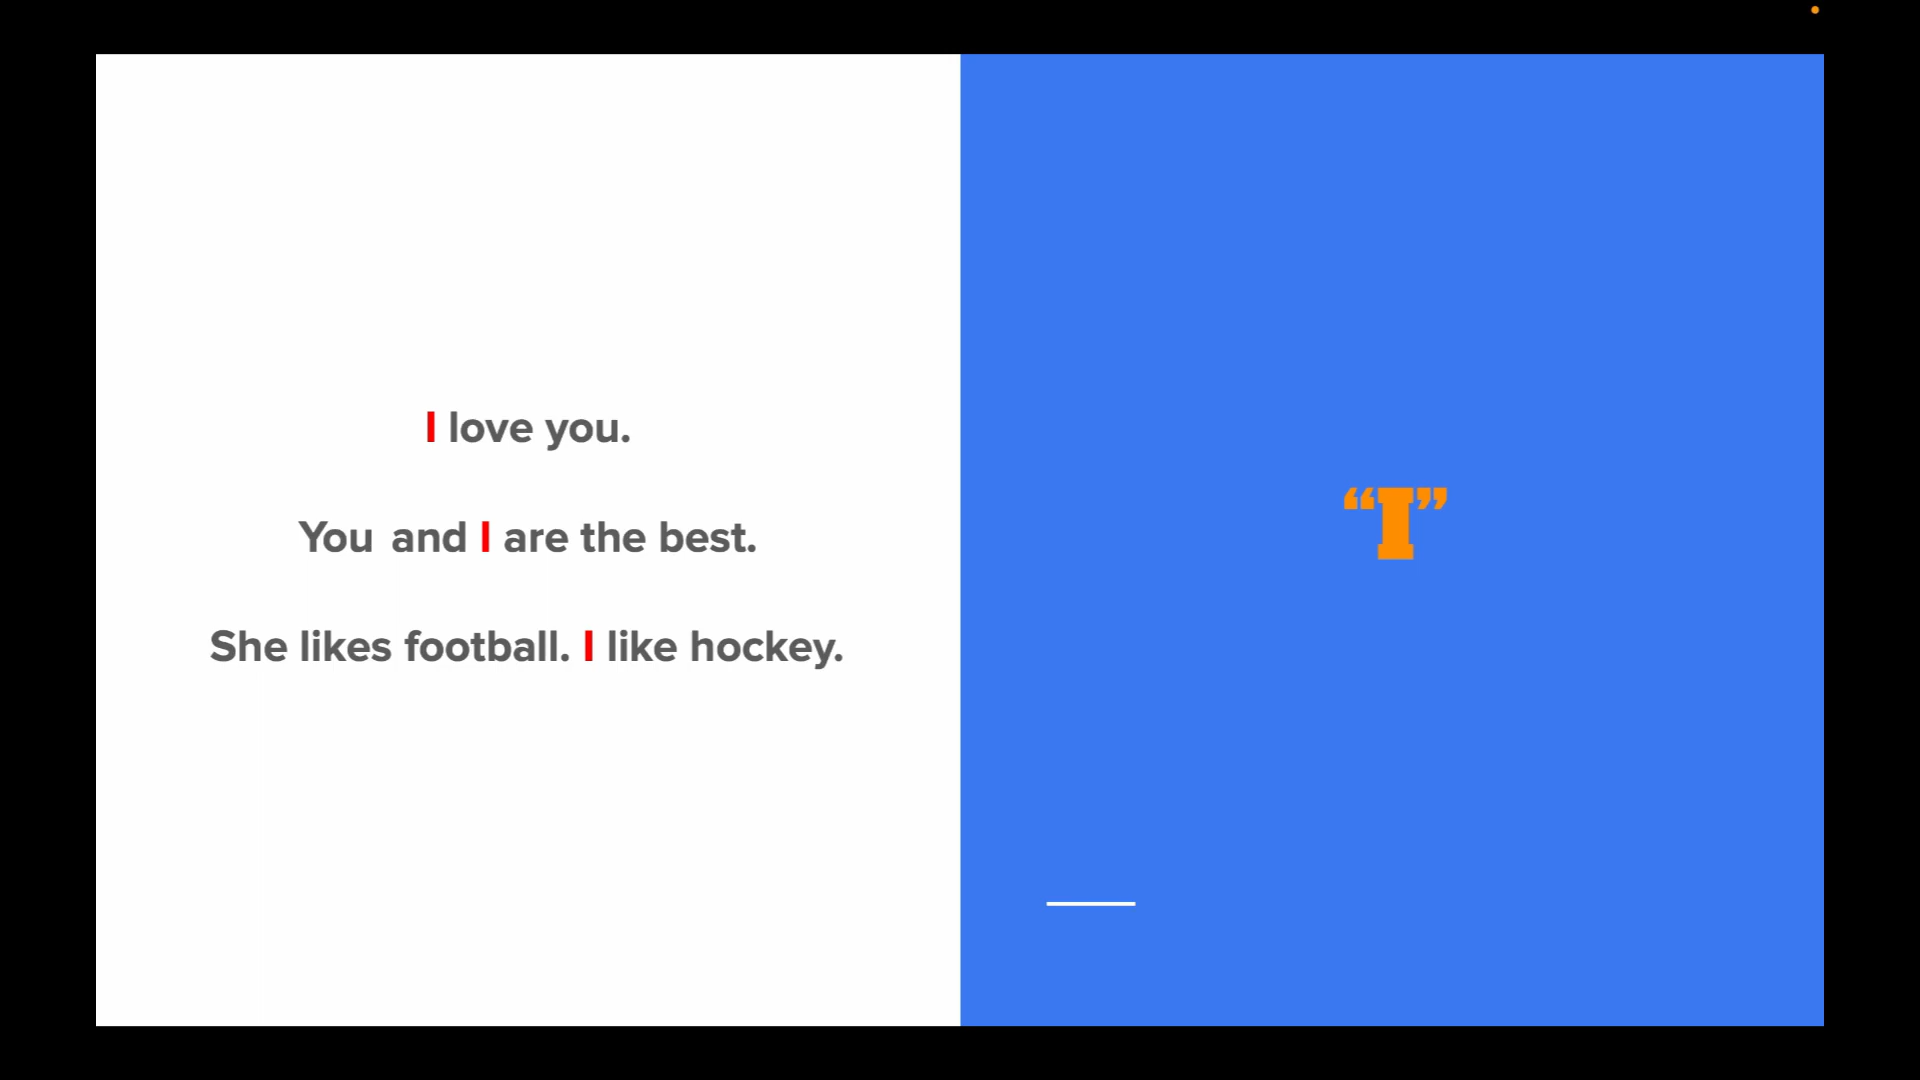 I love you.
You and I are the best.
She likes football. I like hockey.
“I”